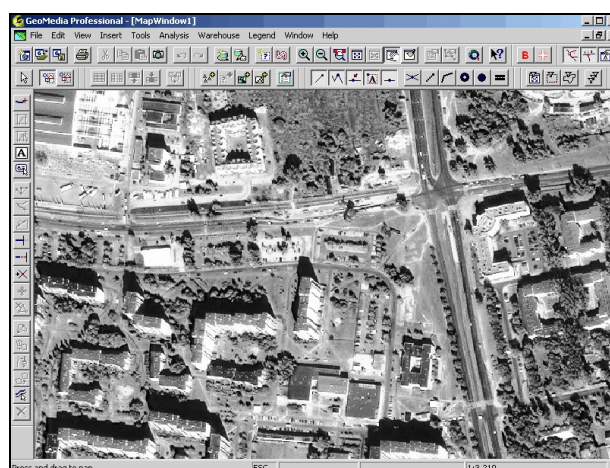 GeoMedia Professional - [MapWindow1]
File Edit View Insert Tools Analysis Warehouse Legend Window Help
B
A
Press and drag to pan
ESC
1:3,219